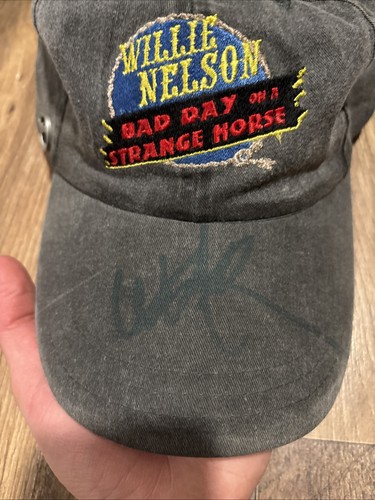 WILLIE
NELSON
BAD DAY ON A
STRANGE HORSE